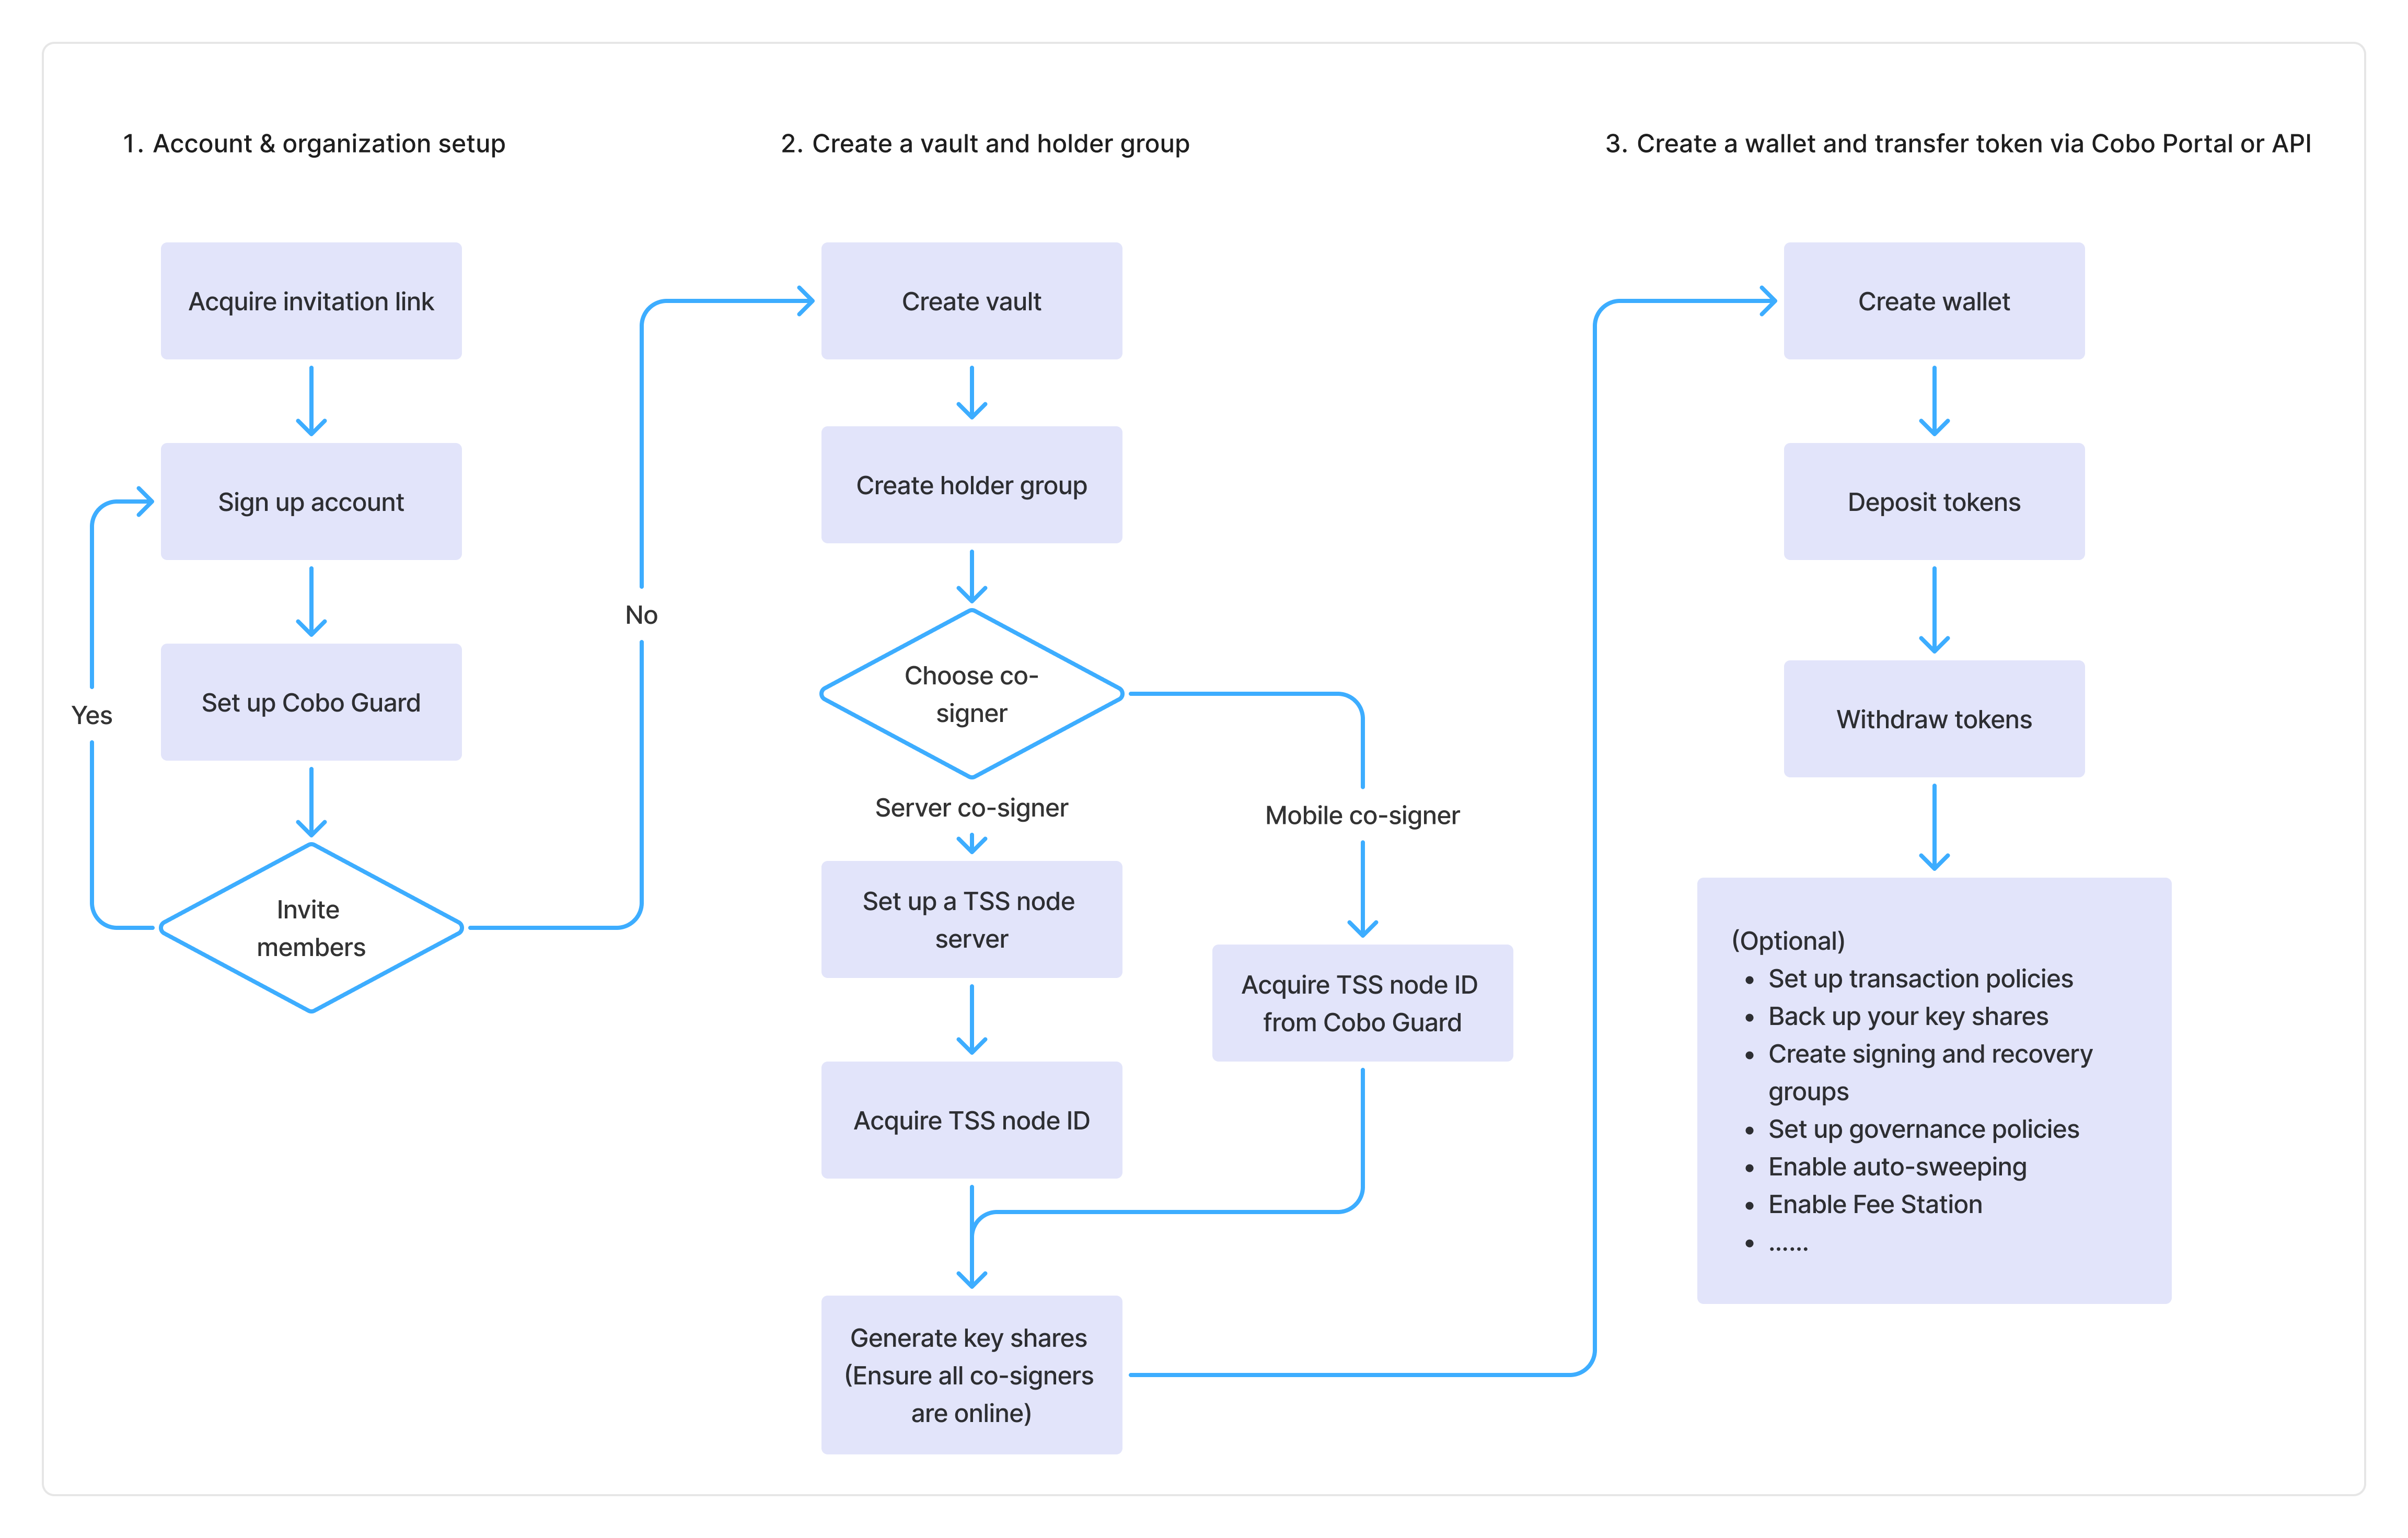 1. Account & organization setup
Acquire invitation link
Sign up account
Set up Cobo Guard
Yes
Invite
members
No
2. Create a vault and holder group
Create vault
Create holder group
Choose co-
signer
Server co-signer
Mobile co-signer
Set up a TSS node
server
Acquire TSS node ID
from Cobo Guard
Acquire TSS node ID
Generate key shares
(Ensure all co-signers
are online)
3. Create a wallet and transfer token via Cobo Portal or API
Create wallet
Deposit tokens
Withdraw tokens
(Optional)
• Set up transaction policies
• Back up your key shares
• Create signing and recovery
groups
• Set up governance policies
• Enable auto-sweeping
• Enable Fee Station
• ......